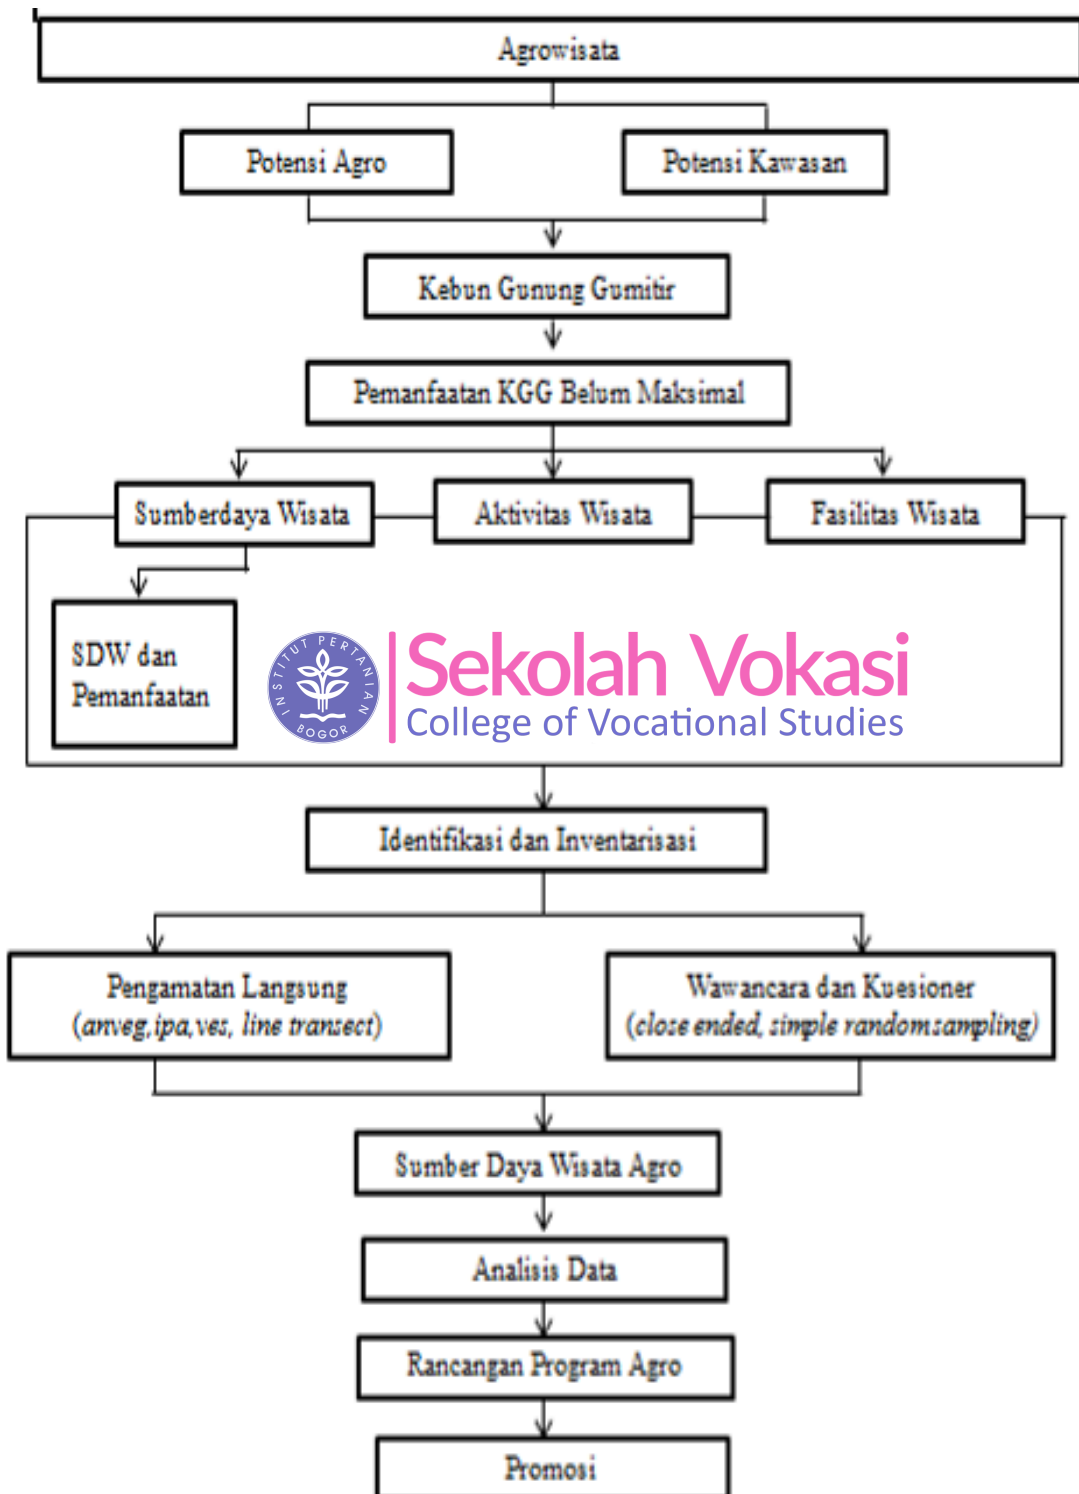 Agrowisata
Potensi Agro
Potensi Kawasan
Kebun Gunung Gumitir
Pemanfaatan KGG Belum Maksimal
Sumberdaya Wisata
Aktivitas Wisata
Fasilitas Wisata
SDW dan
Pemanfaatan
INSTITUT PERTANIAN
BOGOR
Sekolah Vokasi
College of Vocational Studies
Identifikasi dan Inventarisasi
Pengamatan Langsung
(anveg,ipa,ves, line transect)
Wawancara dan Kuesioner
(close ended, simple randomsampling)
Sumber Daya Wisata Agro
Analisis Data
Rancangan Program Agro
Promosi